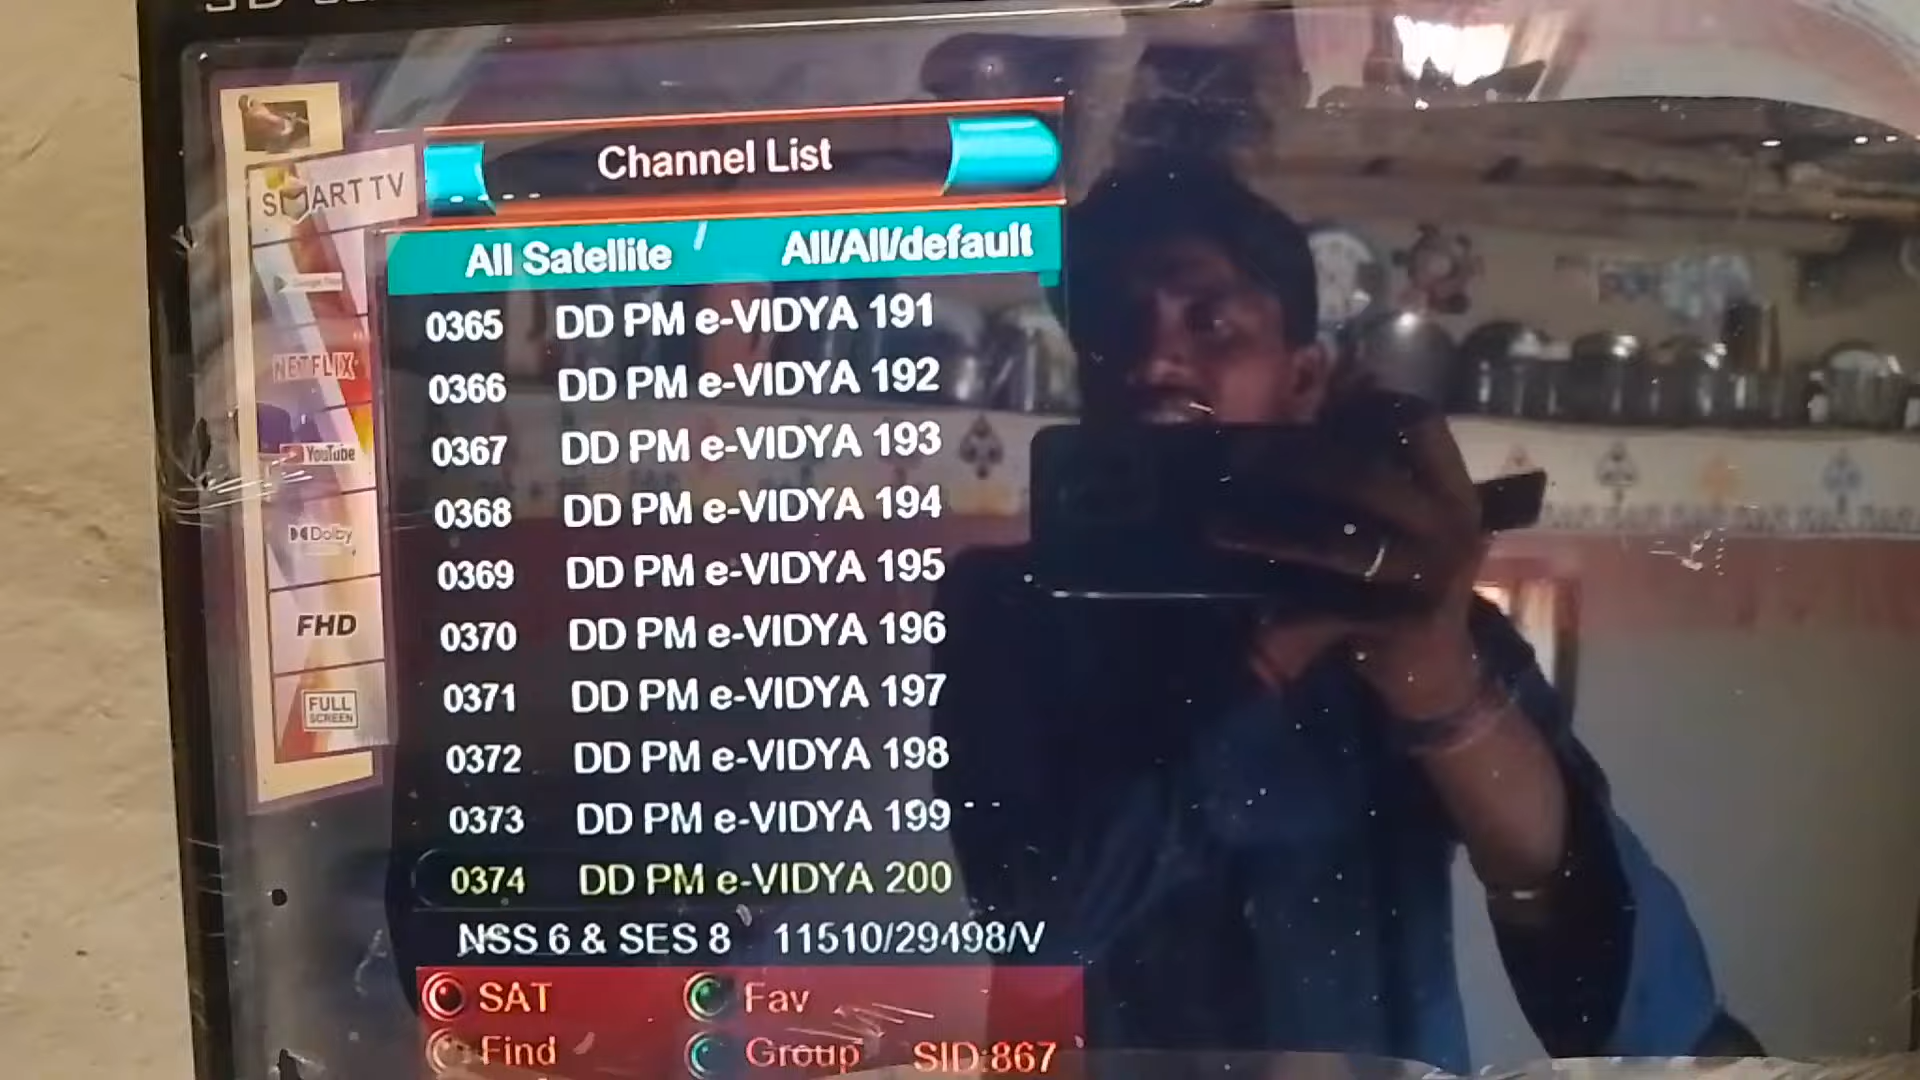 Channel List
SMART TV
All Satellite All/All/default
0365 DD PM e-VIDYA 191
0366 DD PM e-VIDYA 192
NETFLIX
0367 DD PM e-VIDYA 193
YouTube
0368 DD PM e-VIDYA 194
Dolby
0369 DD PM e-VIDYA 195
FHD
0370 DD PM e-VIDYA 196
0371 DD PM e-VIDYA 197
FULL
SCREEN
0372 DD PM e-VIDYA 198
0373 DD PM e-VIDYA 199
0374 DD PM e-VIDYA 200
NSS 6 & SES 8 11510/29498/V
SAT Fav
Find Group SID:867